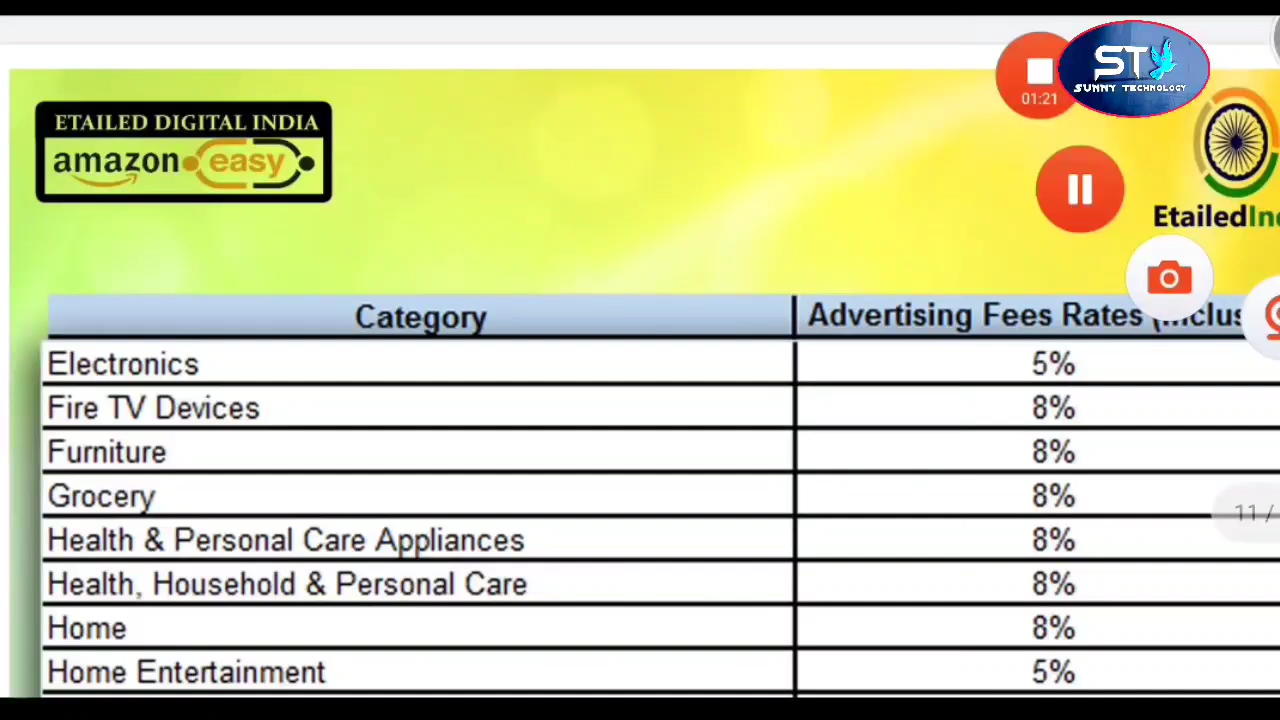 ETAILED DIGITAL INDIA
amazon easy
01:21
ST
SUNNY TECHNOLOGY
Category
Advertising Fees Rates
Electronics
5%
Fire TV Devices
8%
Furniture
8%
Grocery
8%
11 /
Health & Personal Care Appliances
8%
Health, Household & Personal Care
8%
Home
8%
Home Entertainment
5%